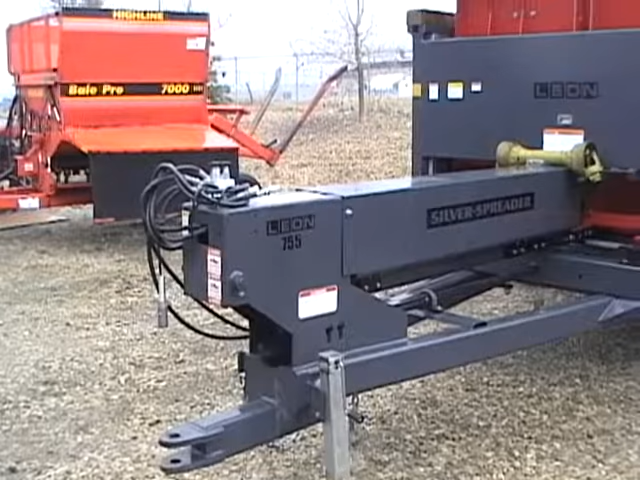 HIGHLINE
Bale Pro 7000
LEON
SILVER-SPREADER
LEON
755